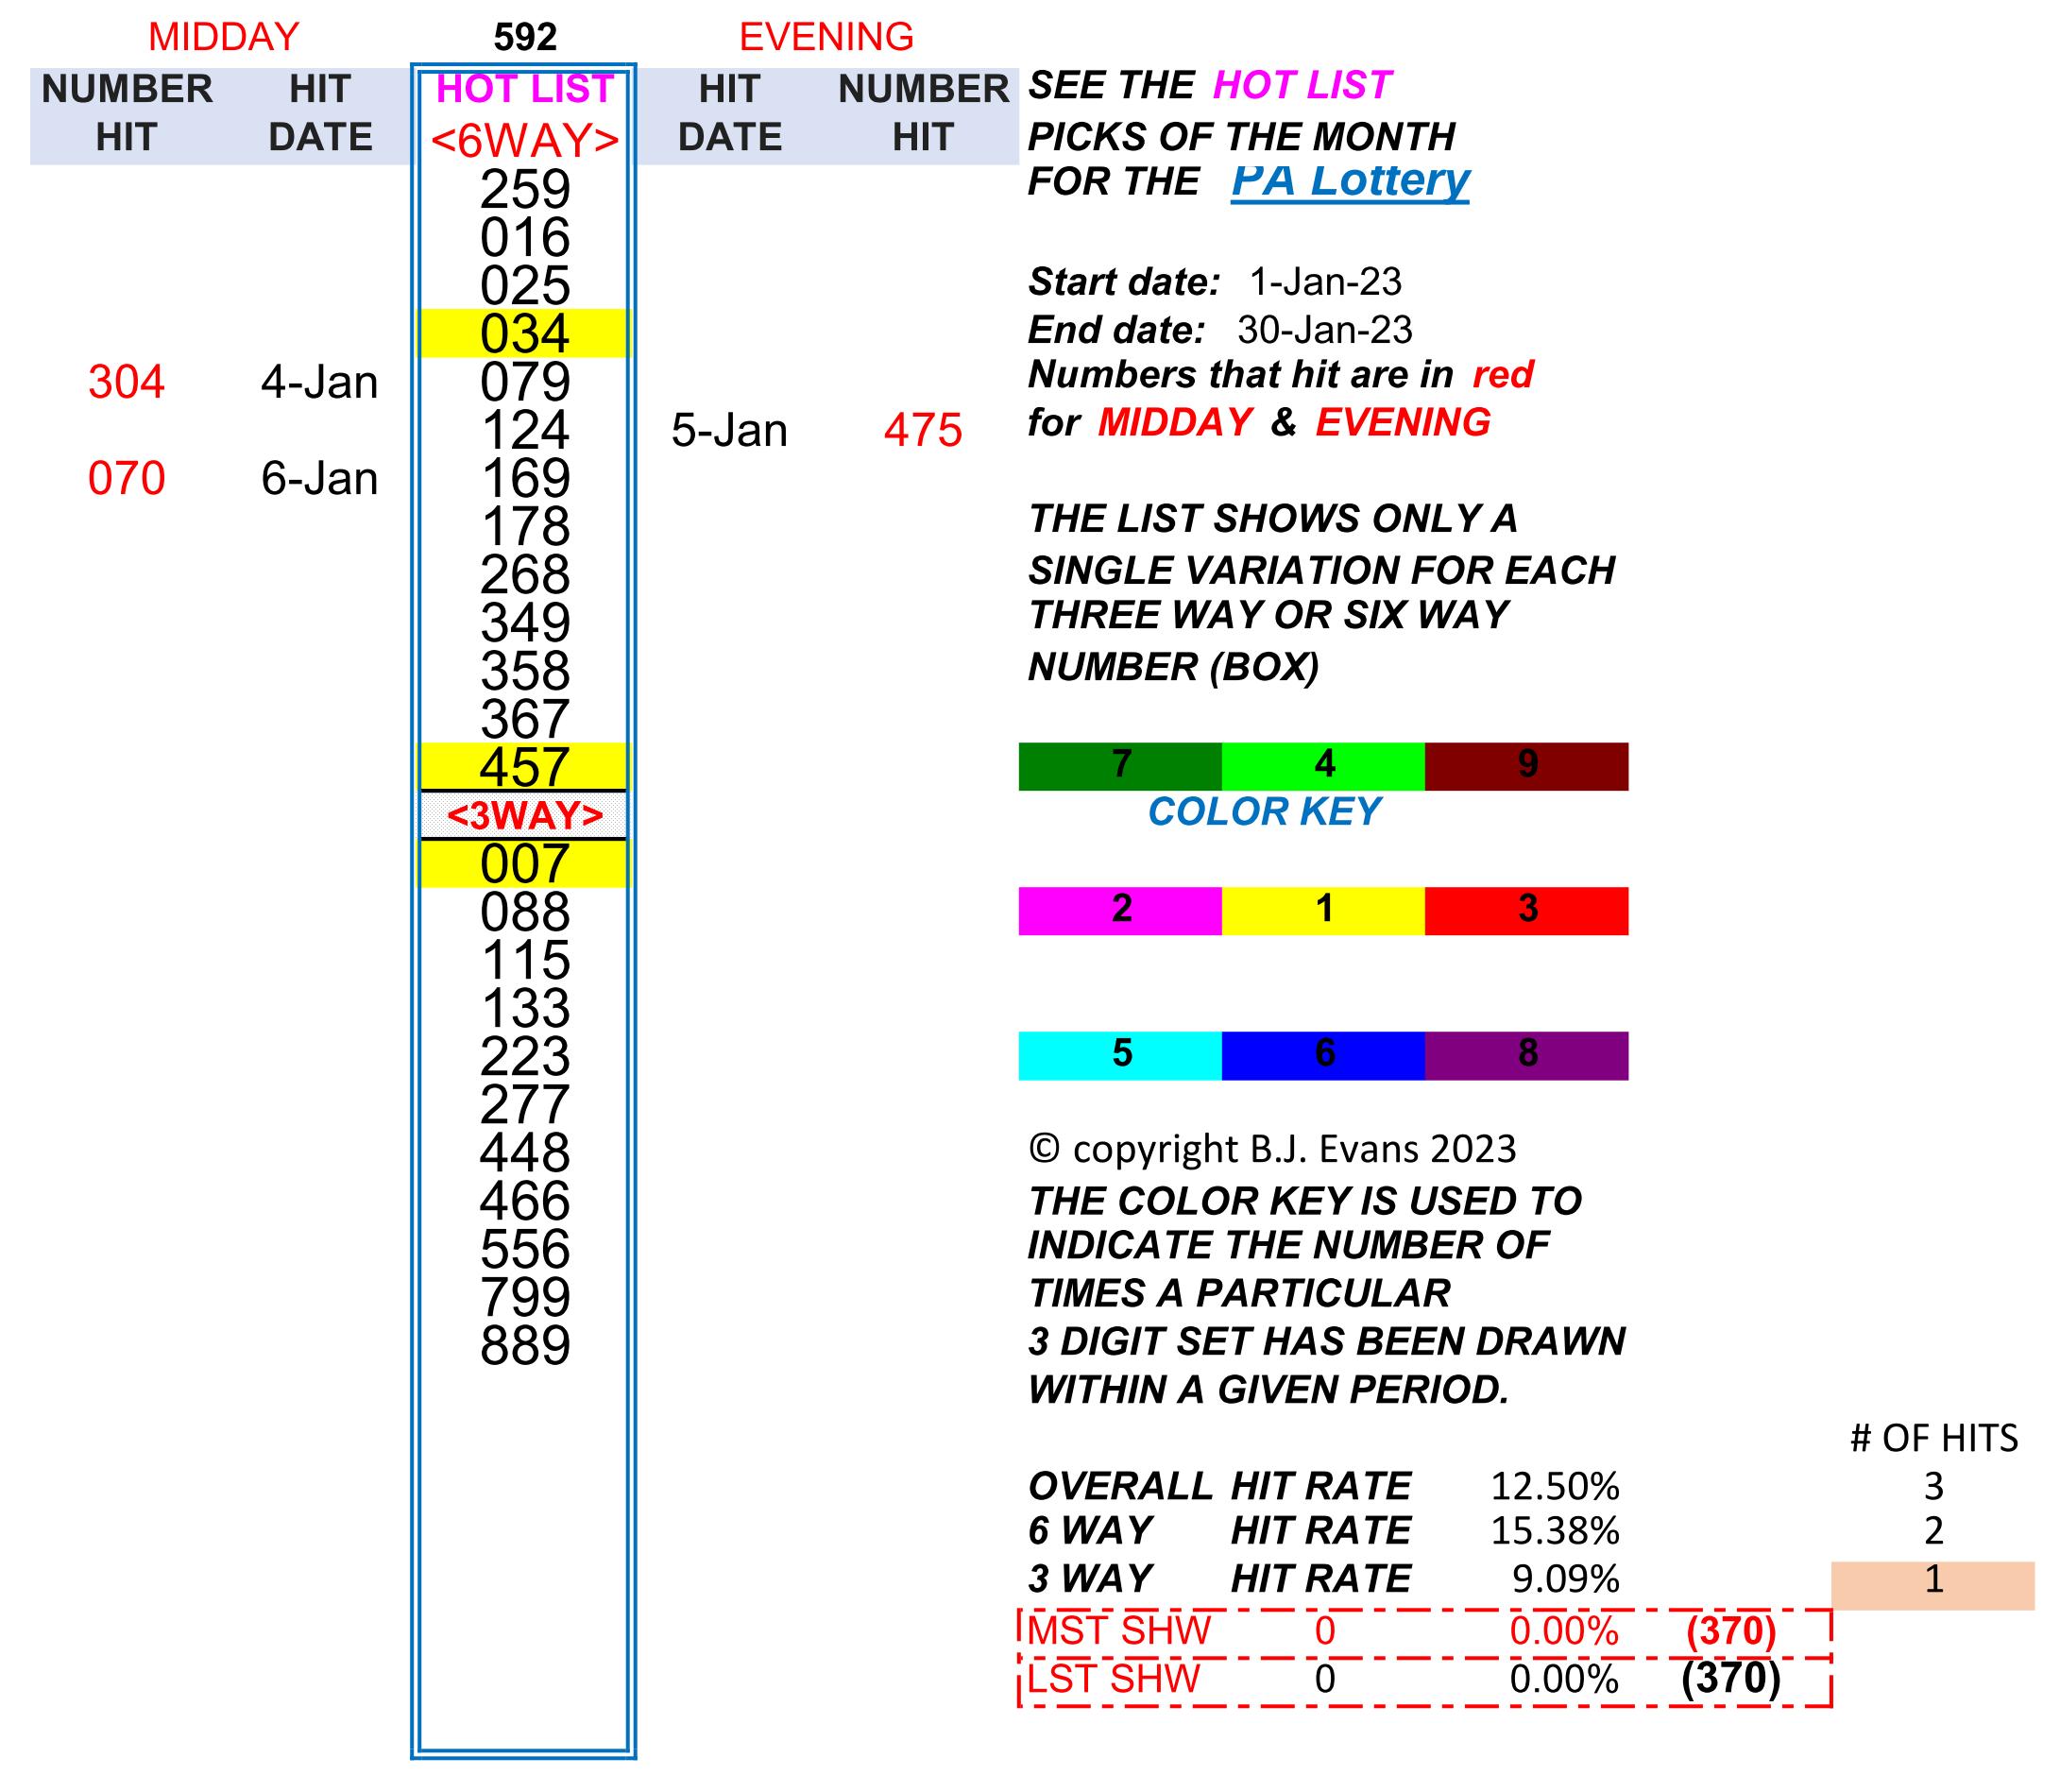 MIDDAY 592 EVENING
NUMBER HIT HOT LIST HIT NUMBER
HIT DATE <6WAY> DATE HIT
259
016
025
034
304 4-Jan 079
124 5-Jan 475
070 6-Jan 169
178
268
349
358
367
457
<3WAY>
007
088
115
133
223
277
448
466
556
799
889
SEE THE HOT LIST
PICKS OF THE MONTH
FOR THE PA Lottery
Start date: 1-Jan-23
End date: 30-Jan-23
Numbers that hit are in red
for MIDDAY & EVENING
THE LIST SHOWS ONLY A
SINGLE VARIATION FOR EACH
THREE WAY OR SIX WAY
NUMBER (BOX)
7 4 9
COLOR KEY
2 1 3
5 6 8
© copyright B.J. Evans 2023
THE COLOR KEY IS USED TO
INDICATE THE NUMBER OF
TIMES A PARTICULAR
3 DIGIT SET HAS BEEN DRAWN
WITHIN A GIVEN PERIOD.
# OF HITS
OVERALL HIT RATE 12.50% 3
6 WAY HIT RATE 15.38% 2
3 WAY HIT RATE 9.09% 1
MST SHW 0 0.00% (370)
LST SHW 0 0.00% (370)